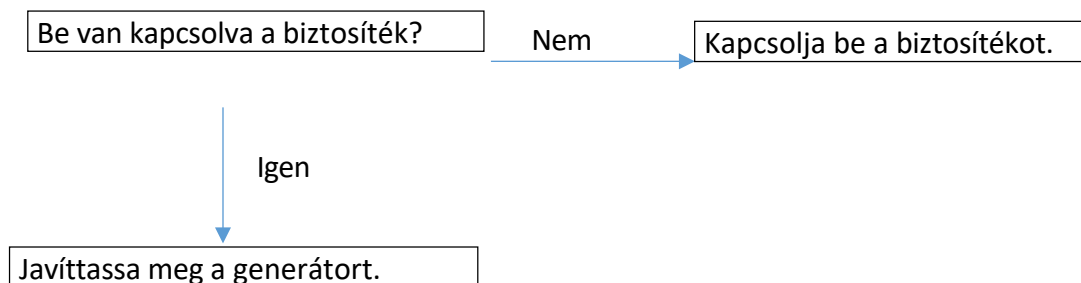 Be van kapcsolva a biztosíték?
Nem
Kapcsolja be a biztosítékot.
Igen
Javíttassa meg a generátort.